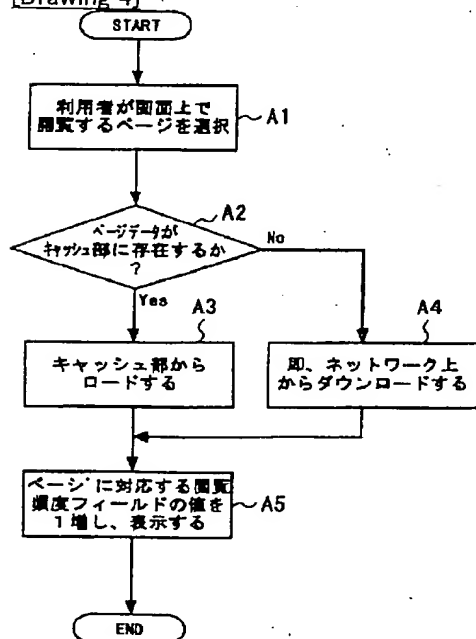 [Drawing 4]
START
利用者が画面上で
閲覧するページを選択
A1
A2
ページデータが
キャッシュ部に存在するか
?
No
Yes
A3
キャッシュ部から
ロードする
A4
即、ネットワーク上
からダウンロードする
ページに対応する閲覧
頻度フィールドの値を
1増し、表示する
A5
END